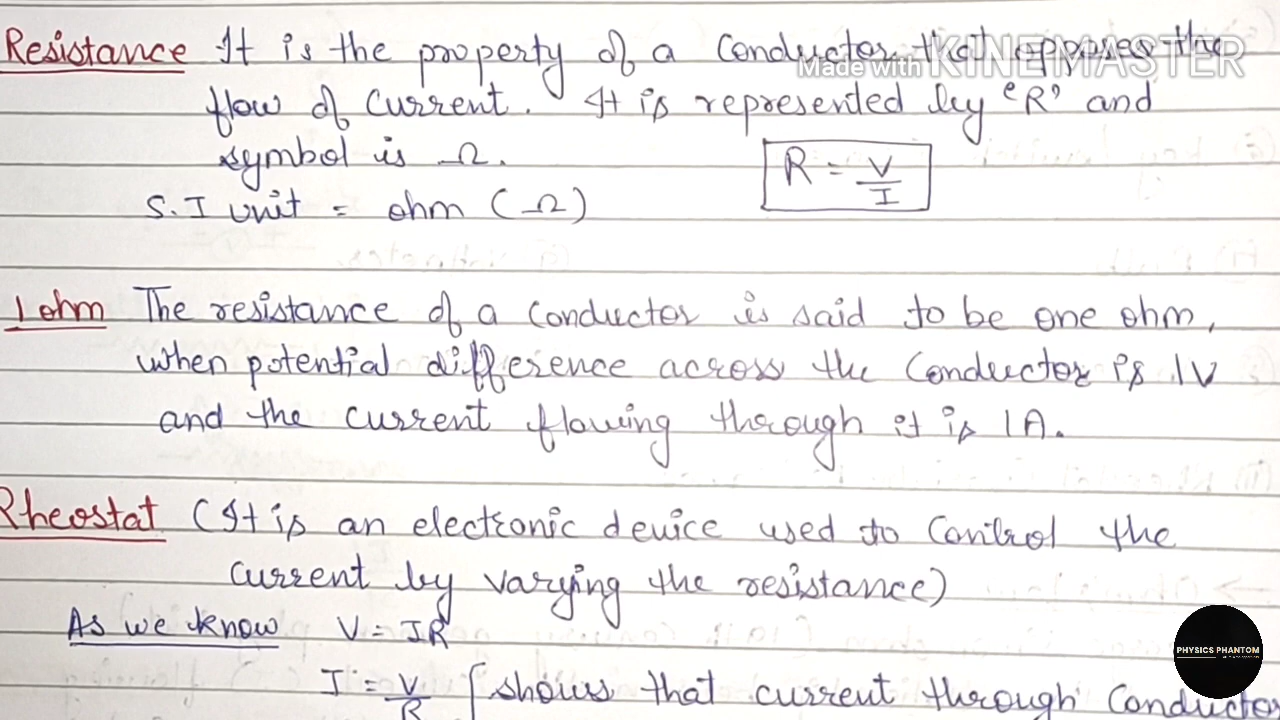 Resistance It is the property of a conductor that opposes the
Made with KINEMASTER
flow of current. It is represented by 'R' and
symbol is Ω.
R = V/I
S.I unit = ohm (Ω)
1 ohm The resistance of a conductor is said to be one ohm,
when potential difference across the conductor is 1V
and the current flowing through it is 1A.
Rheostat (It is an electronic device used to control the
current by varying the resistance)
As we know V = IR
PHYSICS PHANTOM
I = V/R [shows that current through conductor